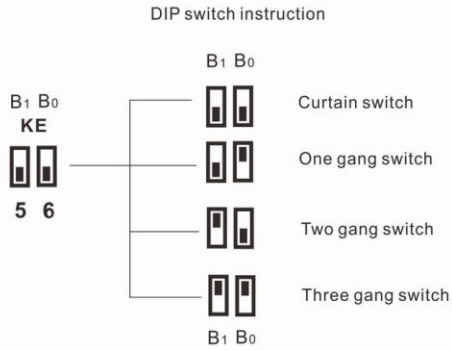 DIP switch instruction
B1 B0
B1 B0
KE
5 6
Curtain switch
One gang switch
Two gang switch
Three gang switch
B1 B0